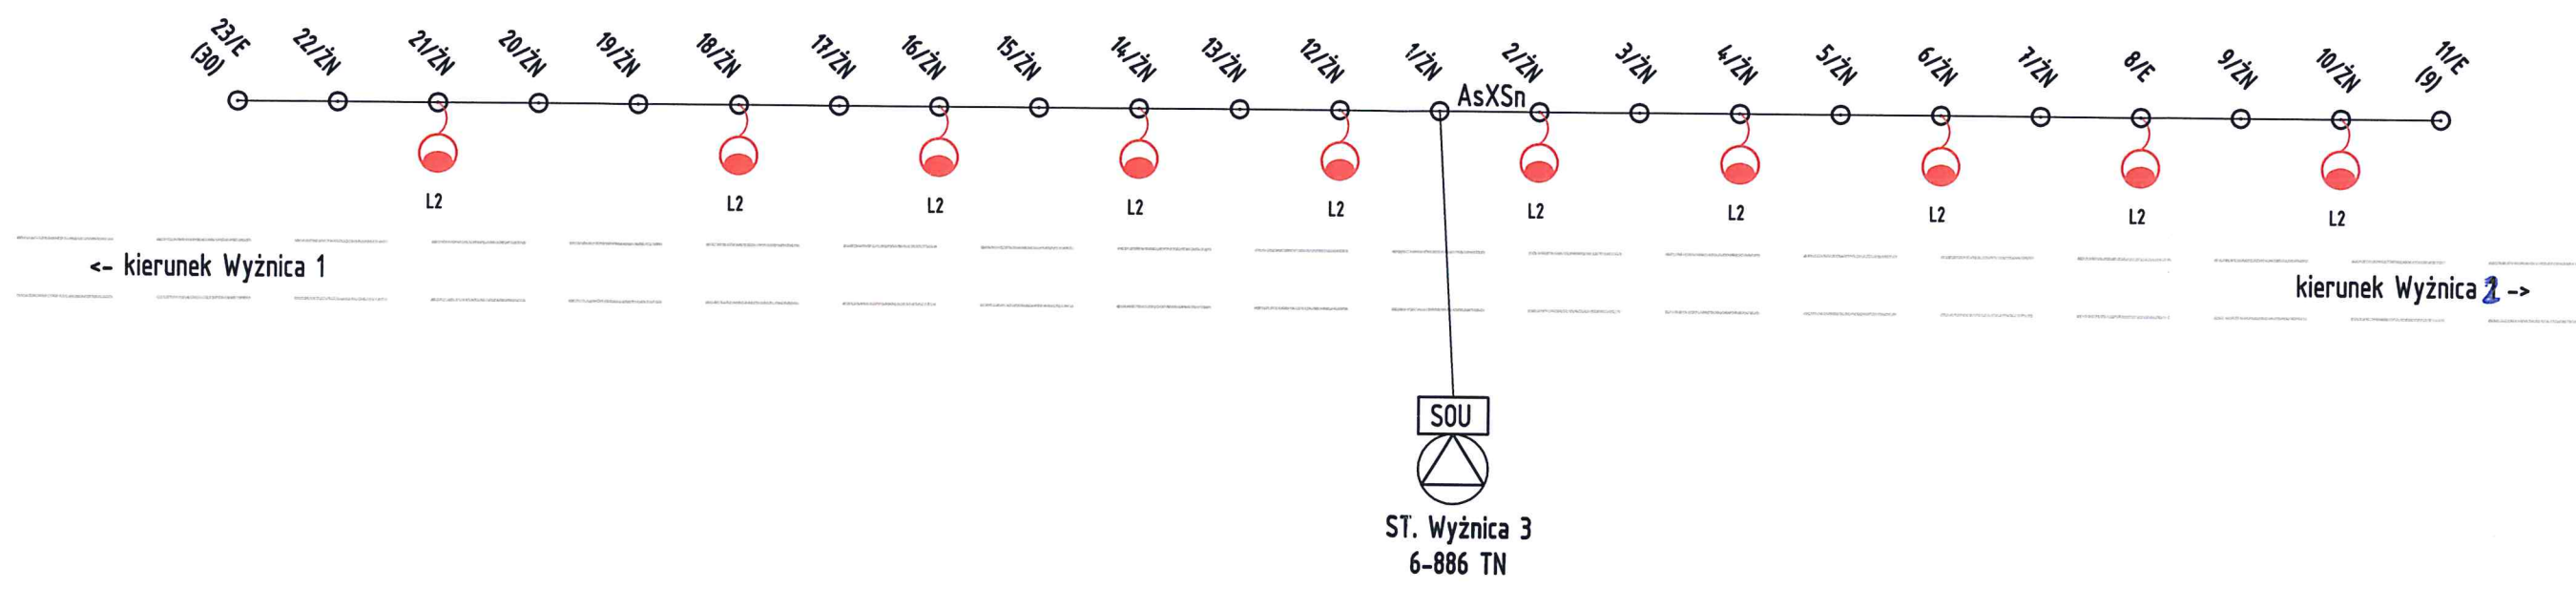 23/E
(30)
22/ŻN
21/ŻN
20/ŻN
19/ŻN
18/ŻN
17/ŻN
16/ŻN
15/ŻN
14/ŻN
13/ŻN
12/ŻN
1/ŻN
2/ŻN
3/ŻN
4/ŻN
5/ŻN
6/ŻN
7/ŻN
8/E
9/ŻN
10/ŻN
11/E
(9)
AsXSn
L2
L2
L2
L2
L2
L2
L2
L2
L2
L2
<- kierunek Wyżnica 1
kierunek Wyżnica 2 ->
SOU
ST. Wyżnica 3
6-886 TN